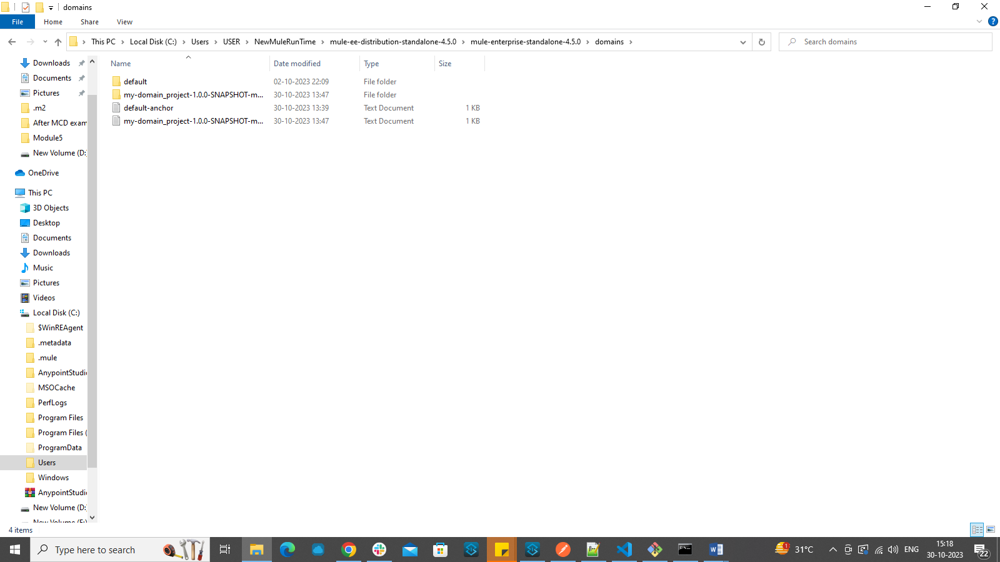 domains
File Home Share View
This PC Local Disk (C:) Users USER NewMuleRunTime mule-ee-distribution-standalone-4.5.0 mule-enterprise-standalone-4.5.0 domains
Search domains
Name Date modified Type Size
default 02-10-2023 22:09 File folder
my-domain_project-1.0.0-SNAPSHOT-m... 30-10-2023 13:47 File folder
default-anchor 30-10-2023 13:39 Text Document 1 KB
my-domain_project-1.0.0-SNAPSHOT-m... 30-10-2023 13:47 Text Document 1 KB
Downloads
Documents
Pictures
.m2
After MCD exam
Module5
New Volume (D:)
OneDrive
This PC
3D Objects
Desktop
Documents
Downloads
Music
Pictures
Videos
Local Disk (C:)
$WinREAgent
.metadata
.mule
AnypointStudi
MSOCache
PerfLogs
Program Files
Program Files (
ProgramData
Users
Windows
AnypointStudi
New Volume (D:)
New Volume (F:)
4 items
Type here to search
1
31°C
ENG
15:18
30-10-2023
22